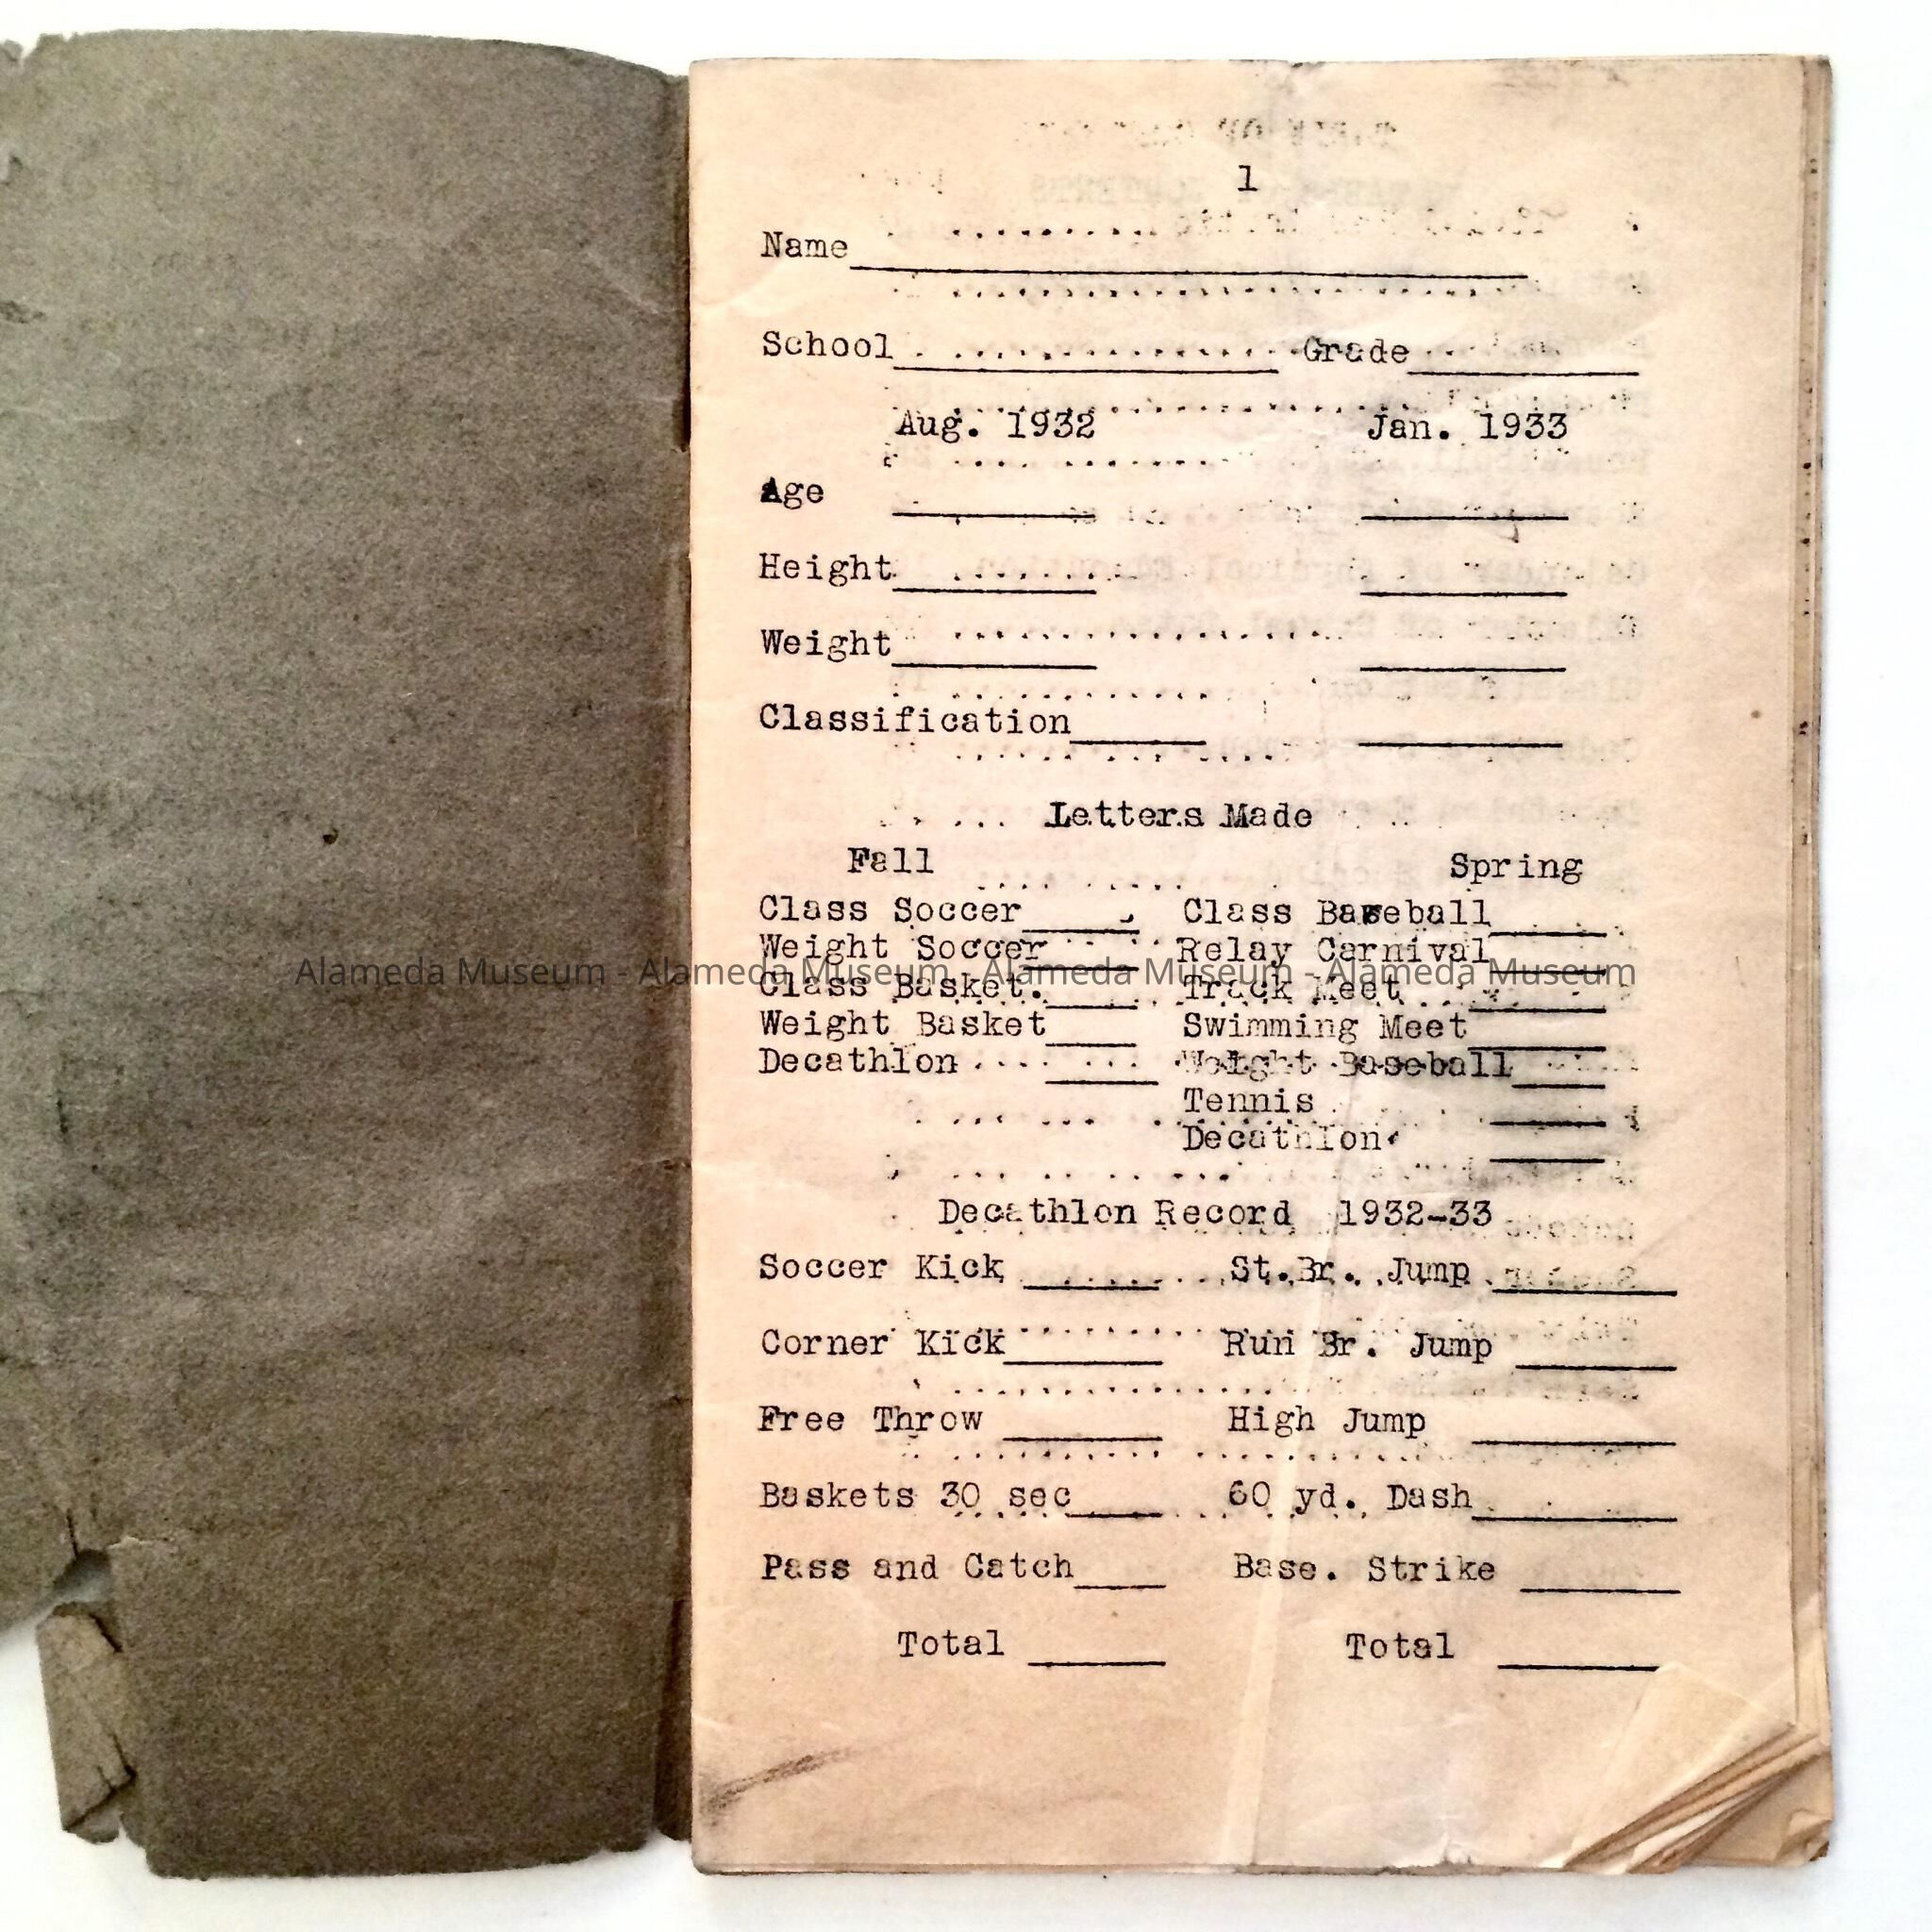 1
Name
School Grade
Aug. 1932 Jan. 1933
Age
Height
Weight
Classification
Letters Made
Fall Spring
Class Soccer Class Baseball
Weight Soccer Relay Carnival
Alameda Museum - Alameda Museum - Alameda Museum - Alameda Museum
Class Basket. Track Meet
Weight Basket Swimming Meet
Decathlon Weight Baseball
Tennis
Decathlon
Decathlon Record 1932-33
Soccer Kick St.Br. Jump
Corner Kick Run Br. Jump
Free Throw High Jump
Baskets 30 sec 60 yd. Dash
Pass and Catch Base. Strike
Total Total